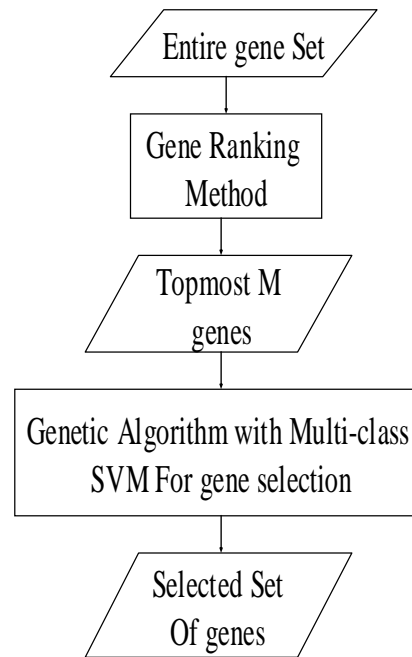 Entire gene Set
Gene Ranking
Method
Topmost M
genes
Genetic Algorithm with Multi-class
SVM For gene selection
Selected Set
Of genes